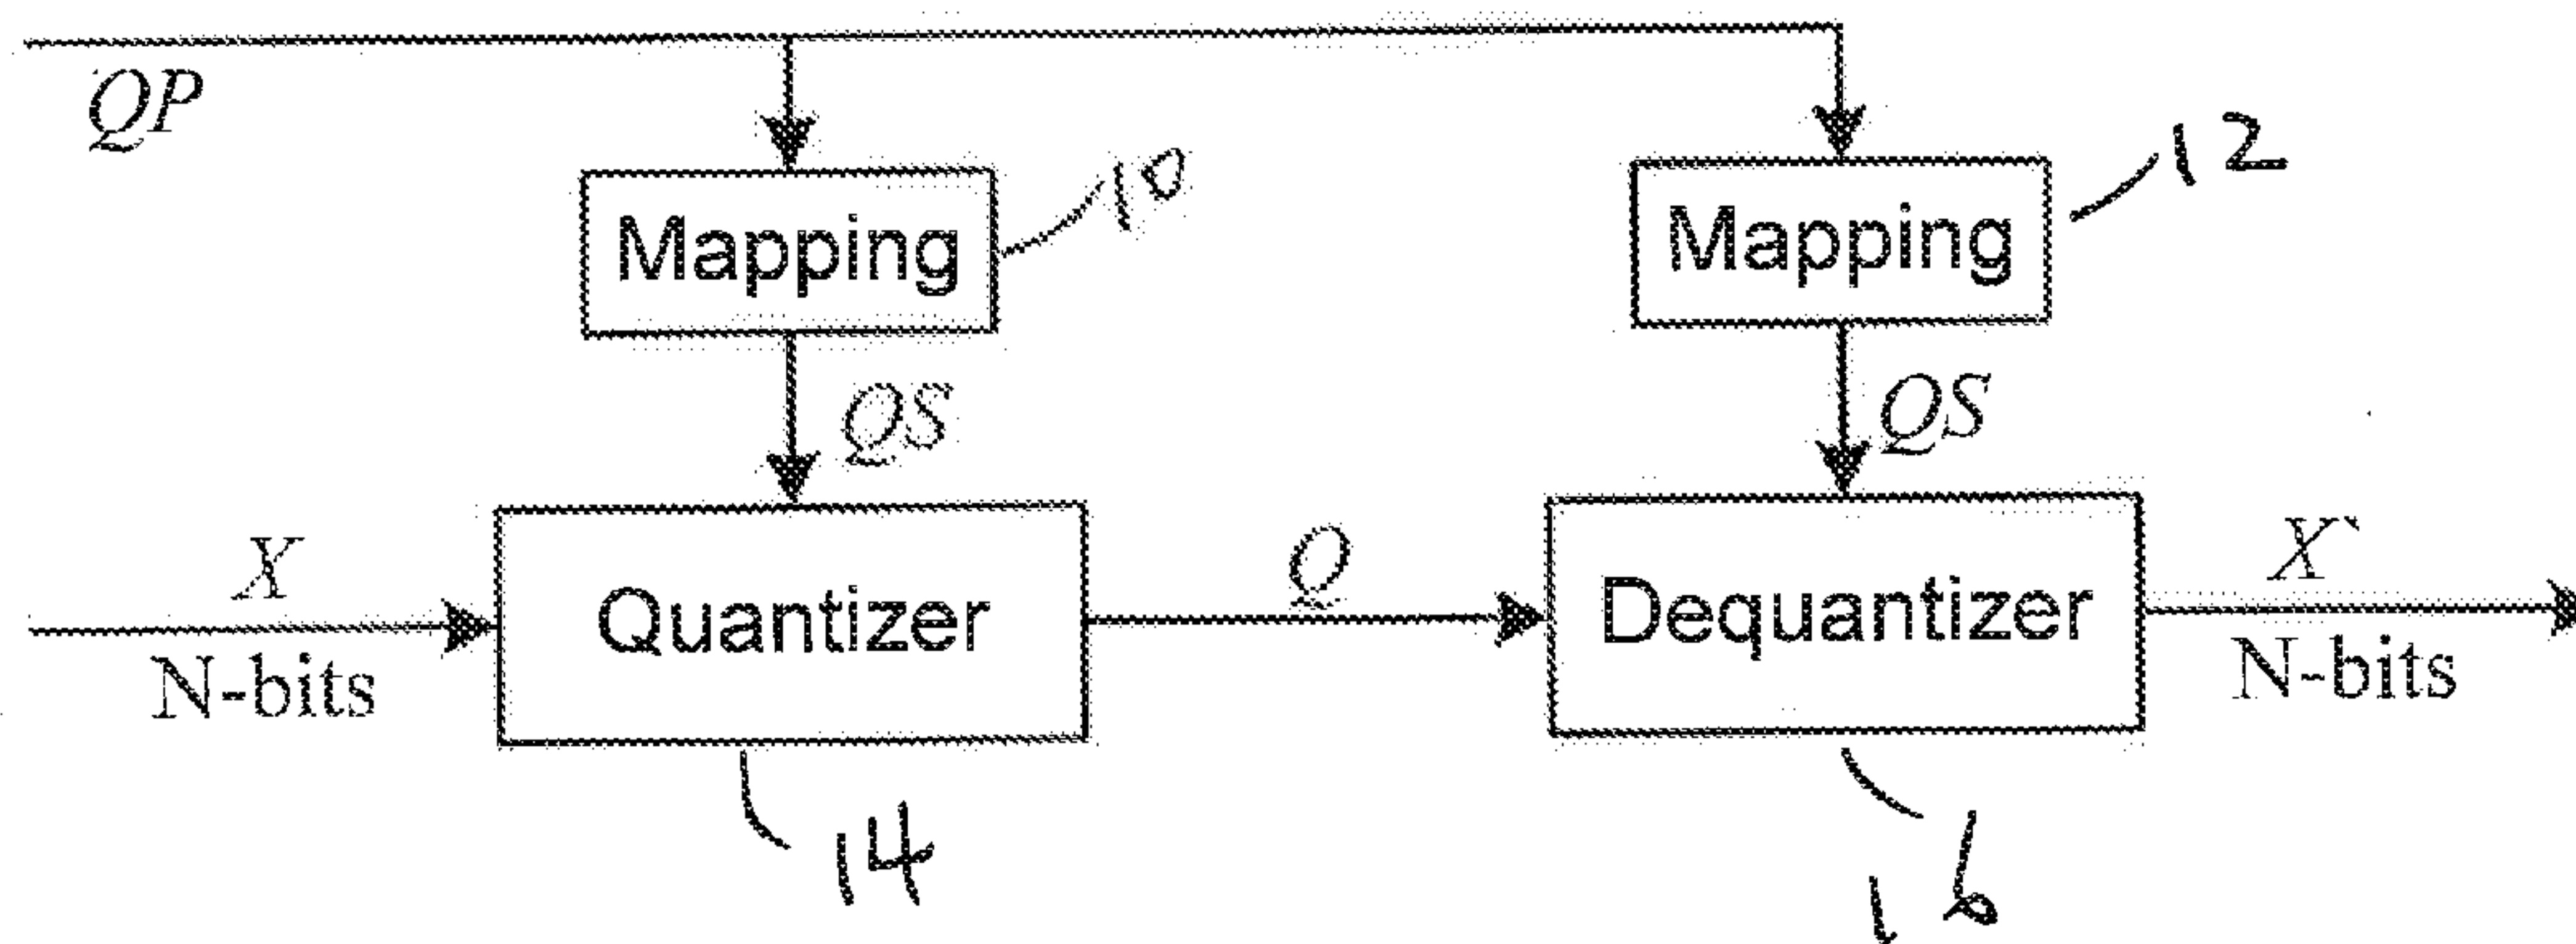 QP
Mapping
10
Mapping
12
QS
QS
X
N-bits
Quantizer
Q
Dequantizer
X`
N-bits
14
16